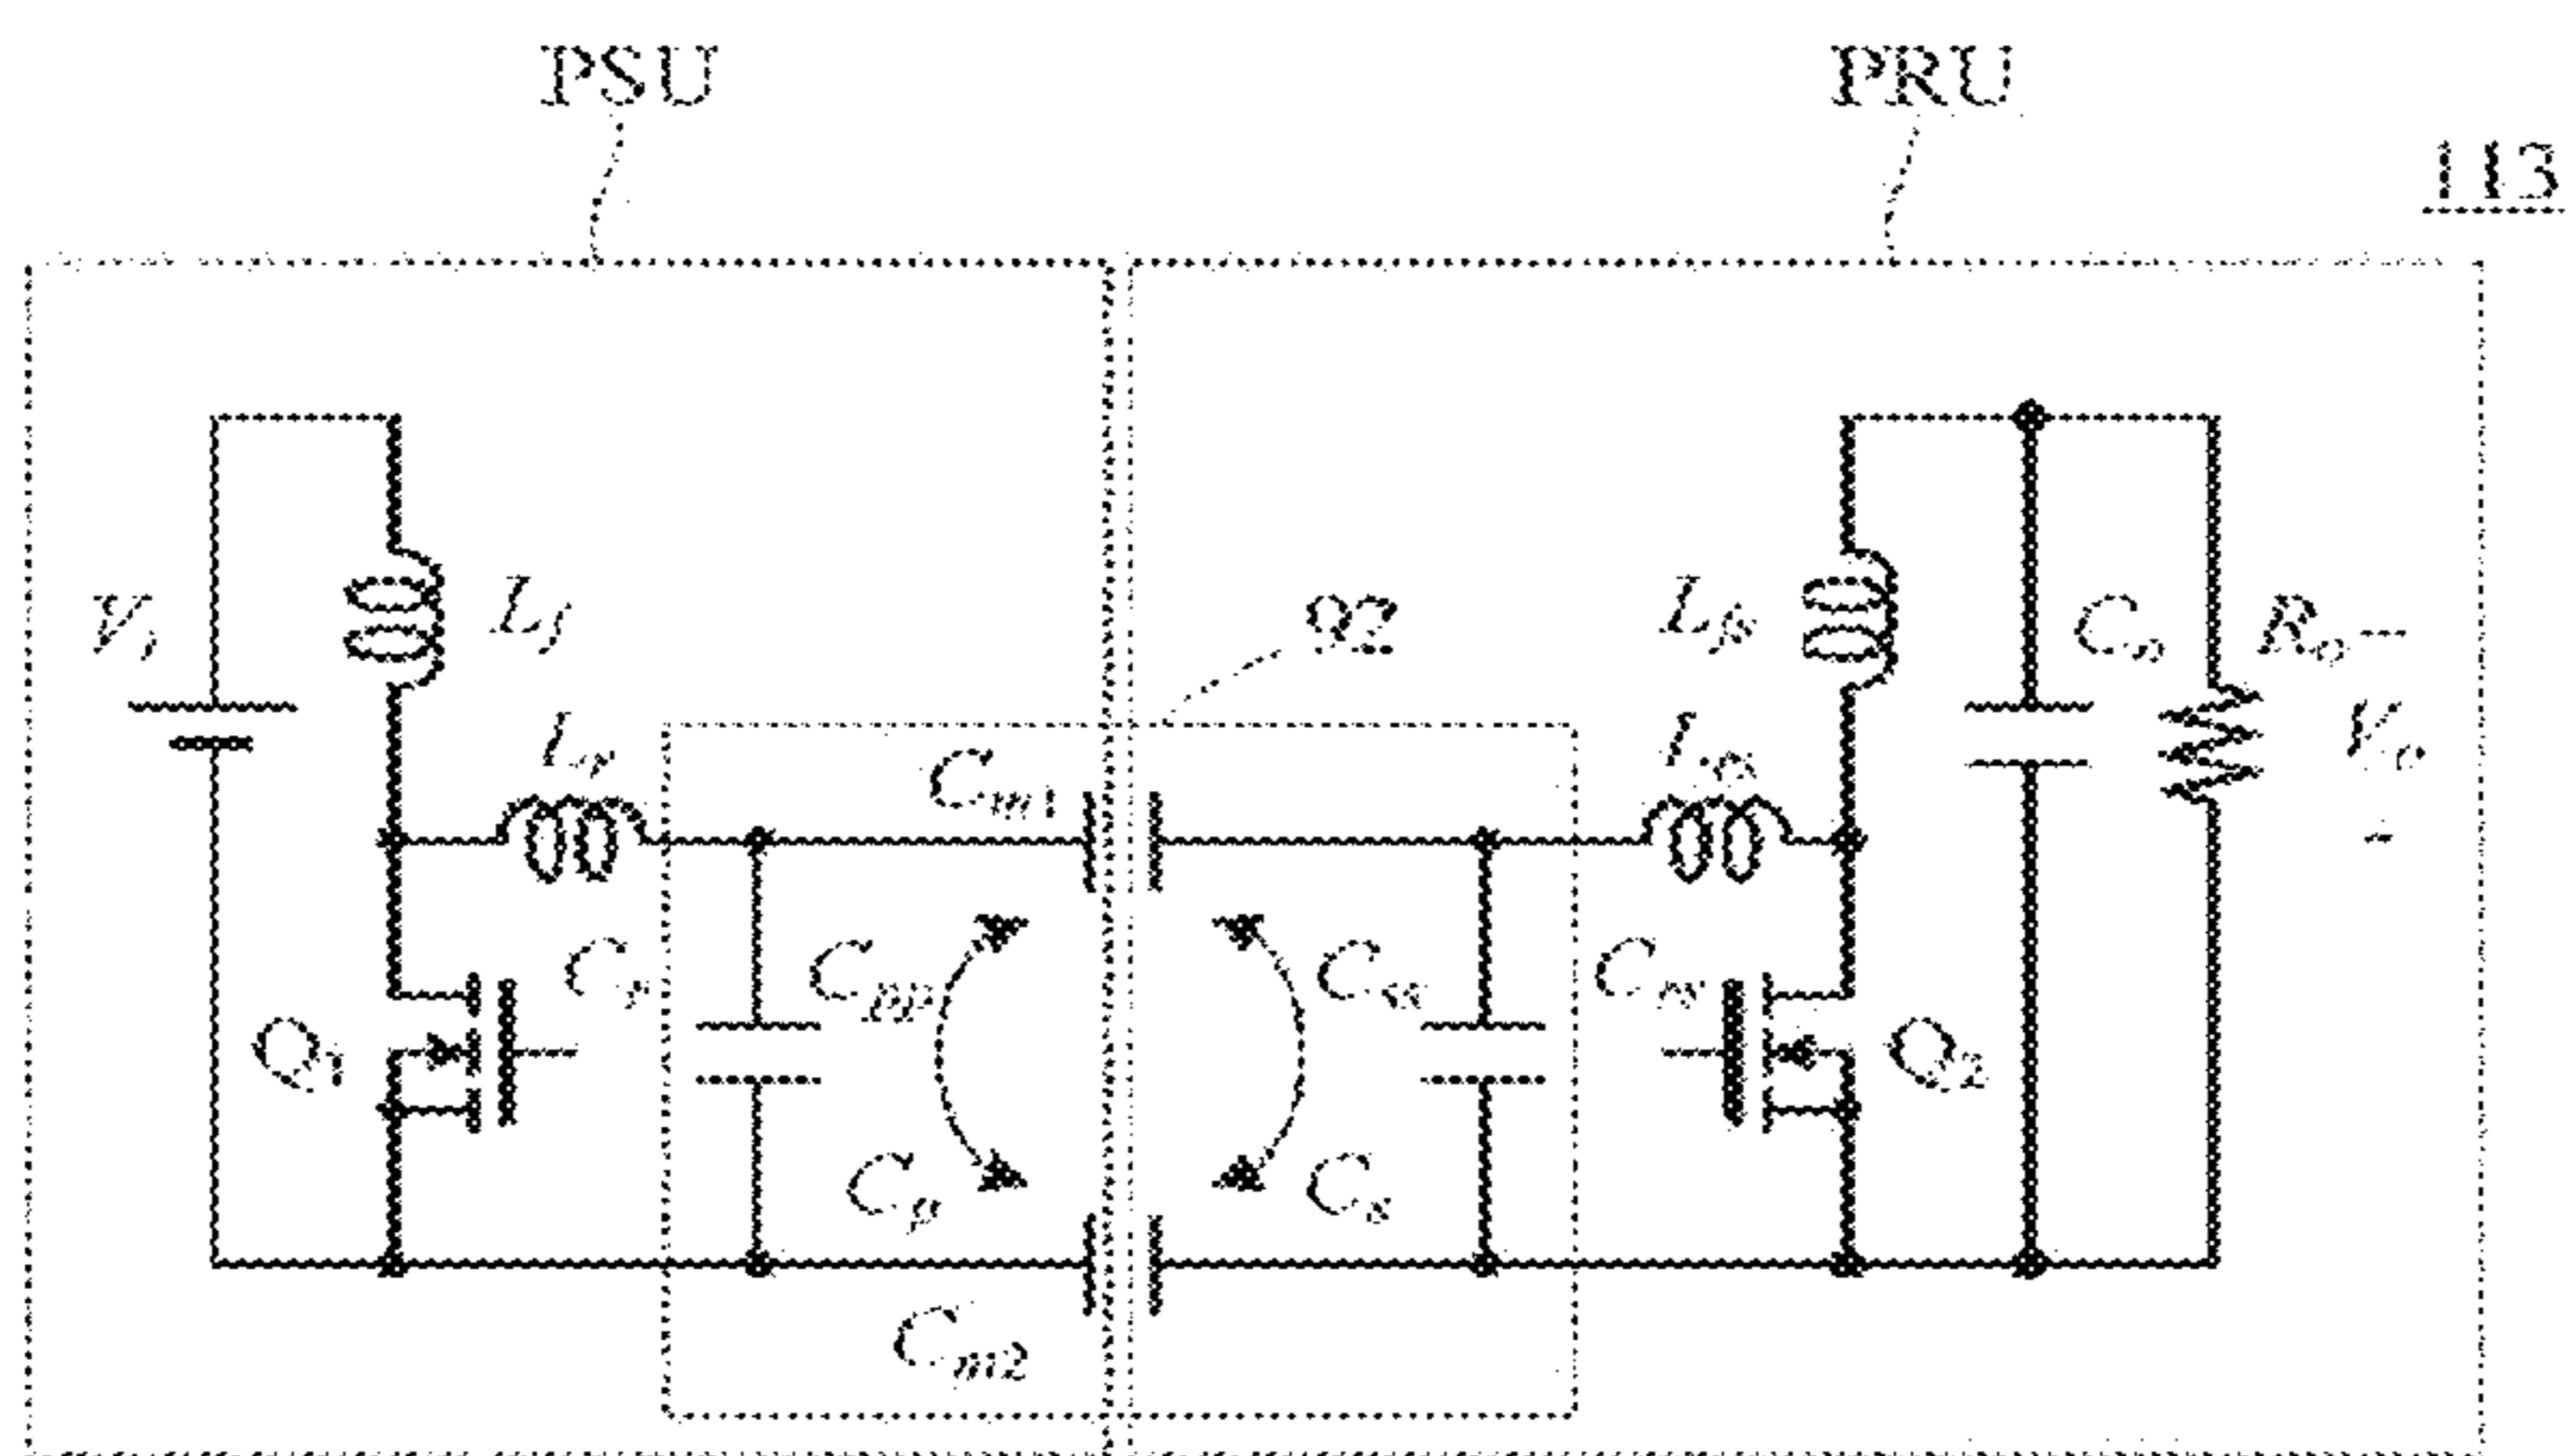 PSU
PRU
113
Vi
Lf
92
Lfs
Co
Ro
Vo
-
Lr
Cm1
Lrs
Cr
Cpp
Css
Crs
Q1
Q2
Cp
Cs
Cm2